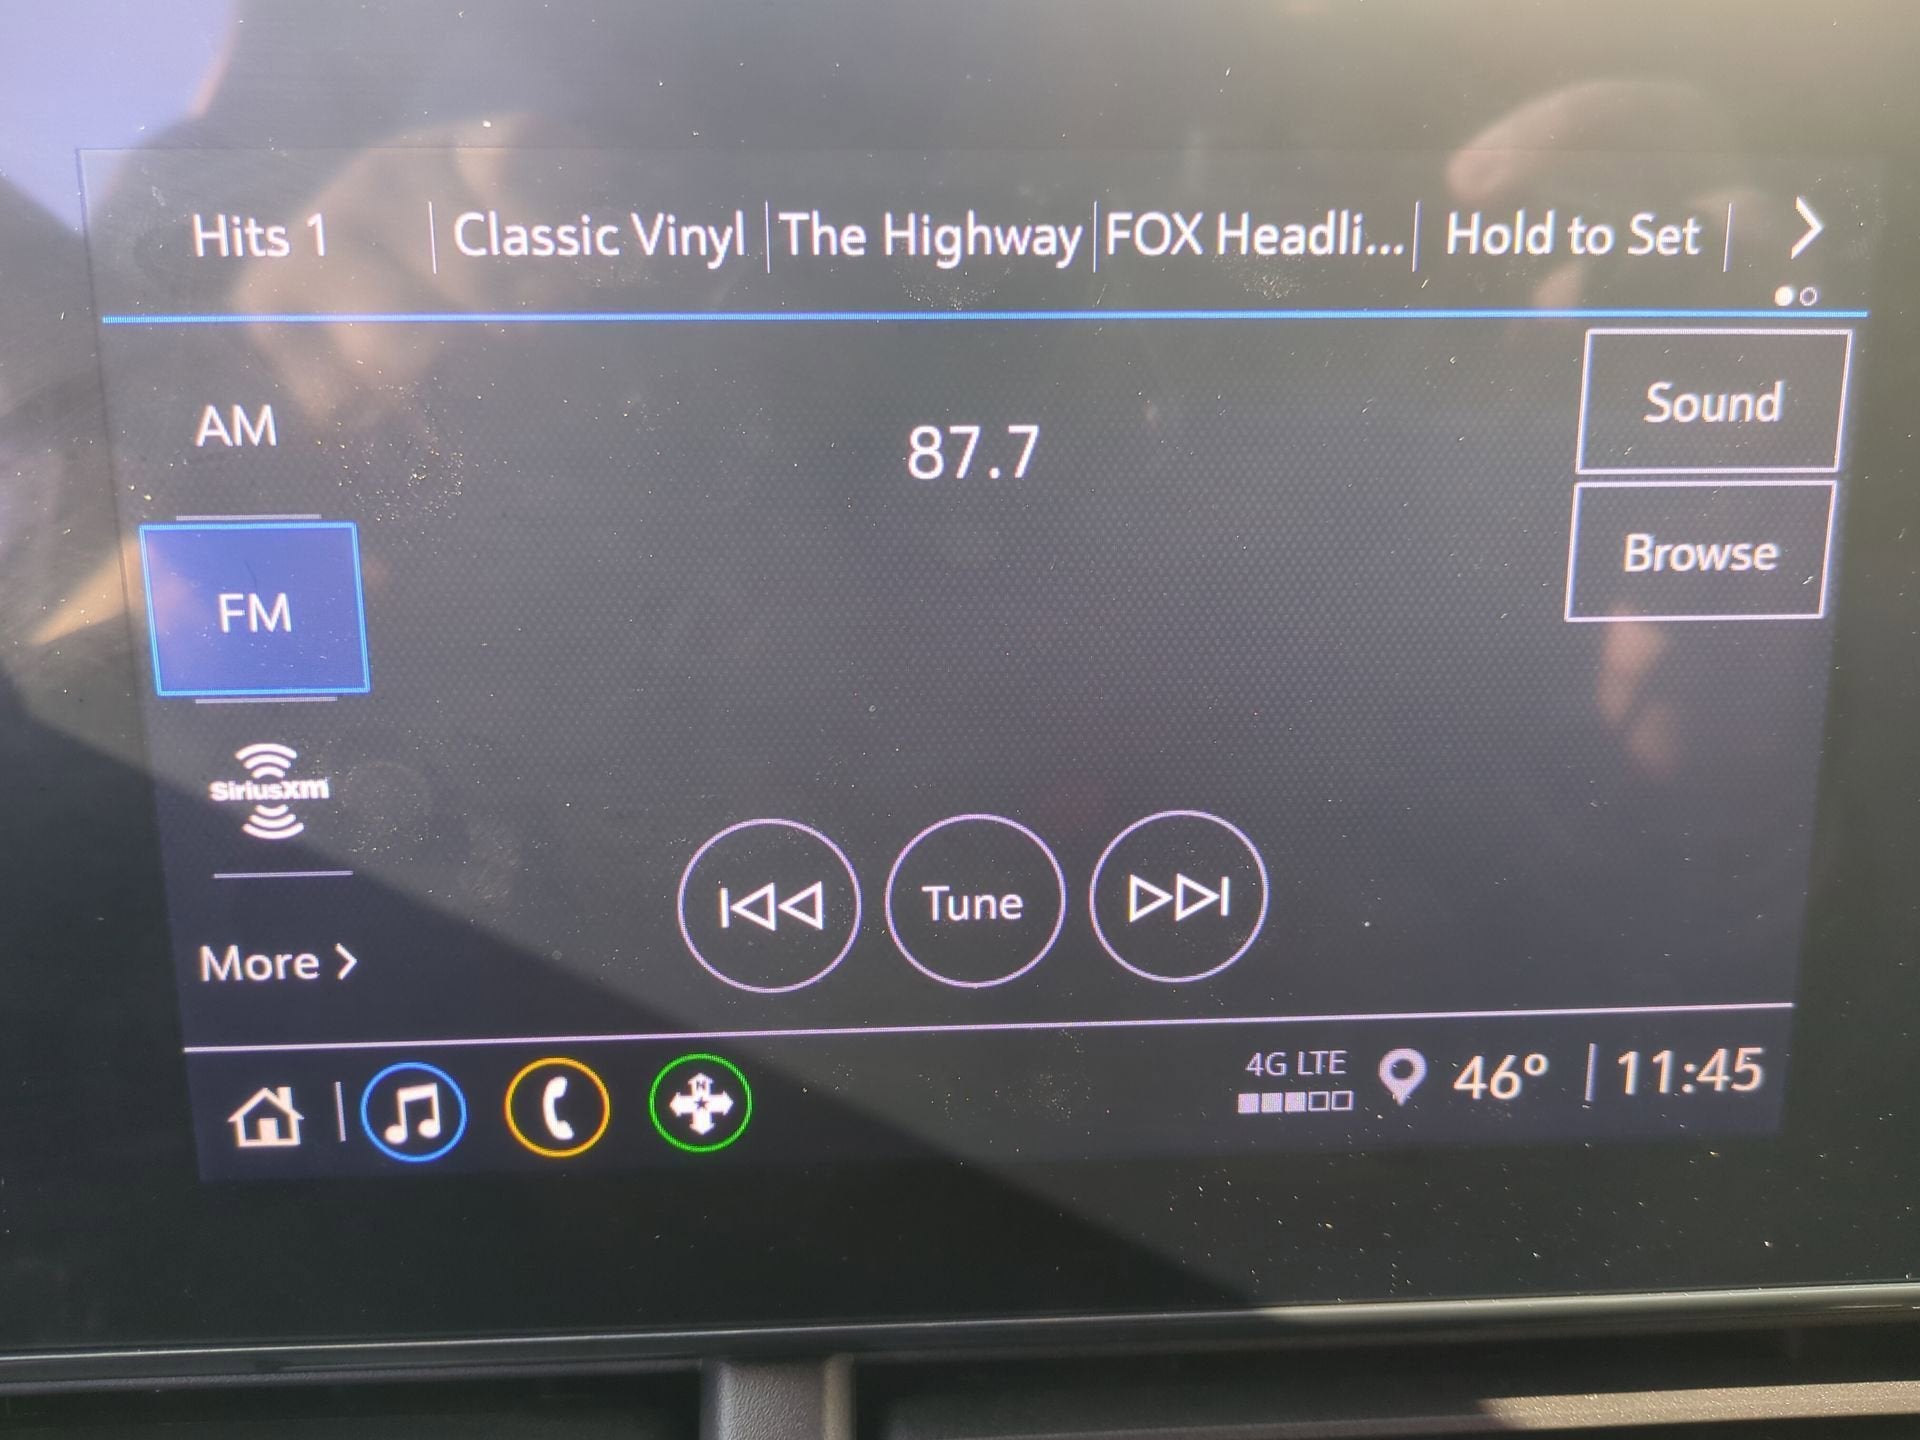 Hits 1 Classic Vinyl The Highway FOX Headli... Hold to Set
Sound
AM
87.7
Browse
FM
SiriusXM
Tune
More
4G LTE
N
46° 11:45